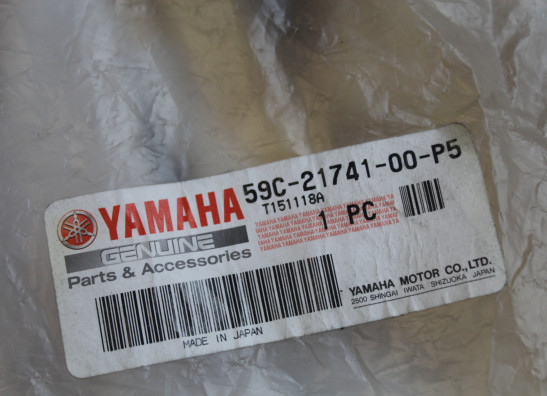 59C-21741-00-P5
T151118A
YAMAHA
1 PC
GENUINE
Parts & Accessories
YAMAHA MOTOR CO., LTD.
2500 SHINGAI IWATA SHIZUOKA JAPAN
MADE IN JAPAN